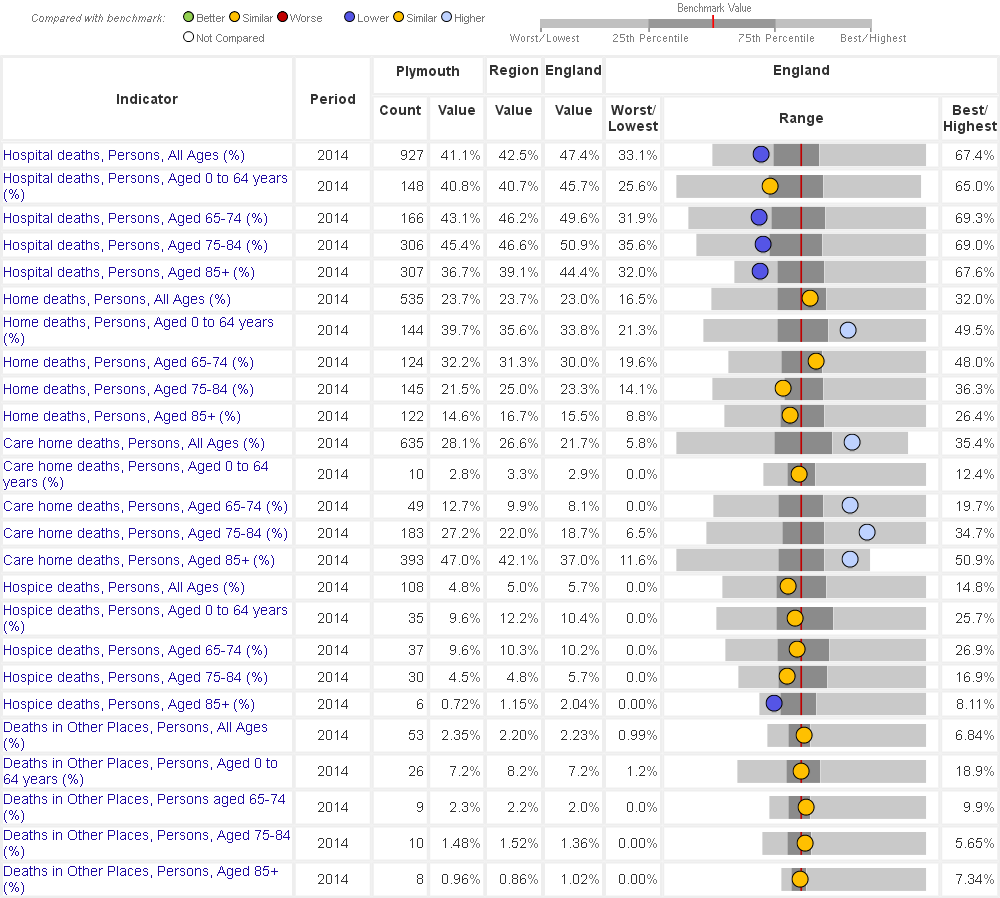 Compared with benchmark: Better Similar Worse Lower Similar Higher
Not Compared
Benchmark Value
Worst/Lowest 25th Percentile 75th Percentile Best/Highest
Indicator Period Plymouth Region England England
Count Value Value Value Worst/ Lowest Range Best/ Highest
Hospital deaths, Persons, All Ages (%) 2014 927 41.1% 42.5% 47.4% 33.1% 67.4%
Hospital deaths, Persons, Aged 0 to 64 years
(%) 2014 148 40.8% 40.7% 45.7% 25.6% 65.0%
Hospital deaths, Persons, Aged 65-74 (%) 2014 166 43.1% 46.2% 49.6% 31.9% 69.3%
Hospital deaths, Persons, Aged 75-84 (%) 2014 306 45.4% 46.6% 50.9% 35.6% 69.0%
Hospital deaths, Persons, Aged 85+ (%) 2014 307 36.7% 39.1% 44.4% 32.0% 67.6%
Home deaths, Persons, All Ages (%) 2014 535 23.7% 23.7% 23.0% 16.5% 32.0%
Home deaths, Persons, Aged 0 to 64 years
(%) 2014 144 39.7% 35.6% 33.8% 21.3% 49.5%
Home deaths, Persons, Aged 65-74 (%) 2014 124 32.2% 31.3% 30.0% 19.6% 48.0%
Home deaths, Persons, Aged 75-84 (%) 2014 145 21.5% 25.0% 23.3% 14.1% 36.3%
Home deaths, Persons, Aged 85+ (%) 2014 122 14.6% 16.7% 15.5% 8.8% 26.4%
Care home deaths, Persons, All Ages (%) 2014 635 28.1% 26.6% 21.7% 5.8% 35.4%
Care home deaths, Persons, Aged 0 to 64
years (%) 2014 10 2.8% 3.3% 2.9% 0.0% 12.4%
Care home deaths, Persons, Aged 65-74 (%) 2014 49 12.7% 9.9% 8.1% 0.0% 19.7%
Care home deaths, Persons, Aged 75-84 (%) 2014 183 27.2% 22.0% 18.7% 6.5% 34.7%
Care home deaths, Persons, Aged 85+ (%) 2014 393 47.0% 42.1% 37.0% 11.6% 50.9%
Hospice deaths, Persons, All Ages (%) 2014 108 4.8% 5.0% 5.7% 0.0% 14.8%
Hospice deaths, Persons, Aged 0 to 64 years
(%) 2014 35 9.6% 12.2% 10.4% 0.0% 25.7%
Hospice deaths, Persons, Aged 65-74 (%) 2014 37 9.6% 10.3% 10.2% 0.0% 26.9%
Hospice deaths, Persons, Aged 75-84 (%) 2014 30 4.5% 4.8% 5.7% 0.0% 16.9%
Hospice deaths, Persons, Aged 85+ (%) 2014 6 0.72% 1.15% 2.04% 0.00% 8.11%
Deaths in Other Places, Persons, All Ages
(%) 2014 53 2.35% 2.20% 2.23% 0.99% 6.84%
Deaths in Other Places, Persons, Aged 0 to
64 years (%) 2014 26 7.2% 8.2% 7.2% 1.2% 18.9%
Deaths in Other Places, Persons aged 65-74
(%) 2014 9 2.3% 2.2% 2.0% 0.0% 9.9%
Deaths in Other Places, Persons, Aged 75-84
(%) 2014 10 1.48% 1.52% 1.36% 0.00% 5.65%
Deaths in Other Places, Persons, Aged 85+
(%) 2014 8 0.96% 0.86% 1.02% 0.00% 7.34%